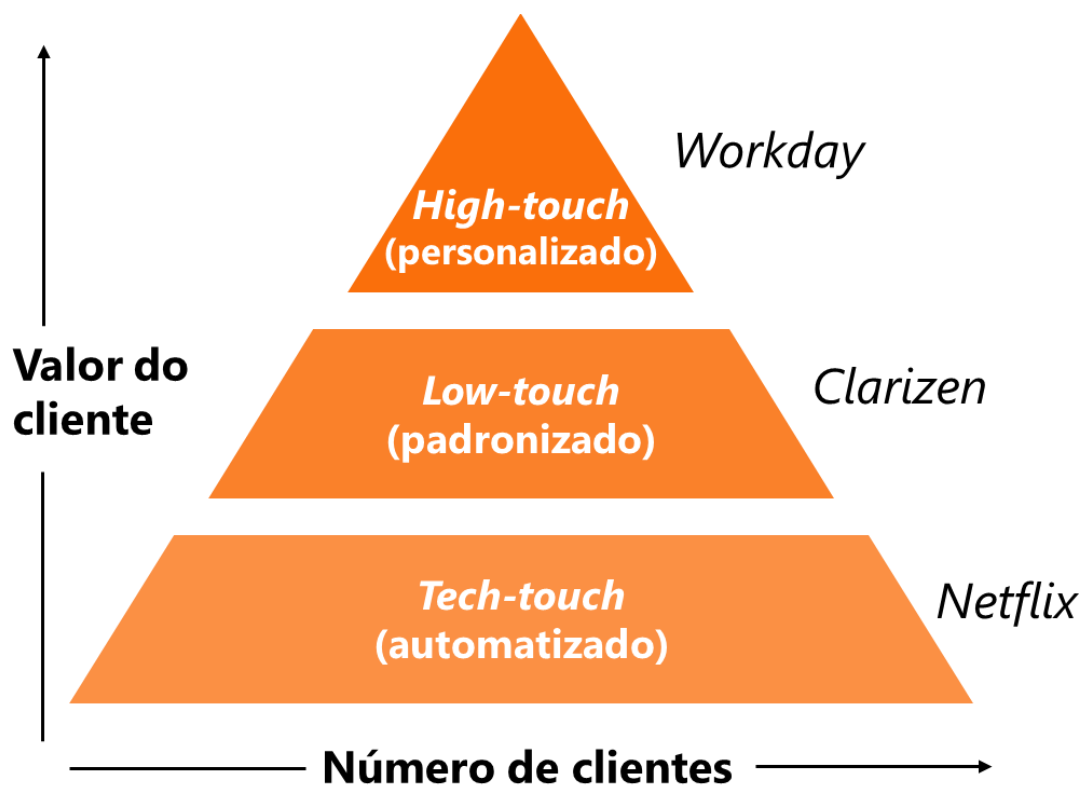 Workday
High-touch
(personalizado)
Valor do
cliente
Low-touch
(padronizado)
Clarizen
Tech-touch
(automatizado)
Netflix
Número de clientes